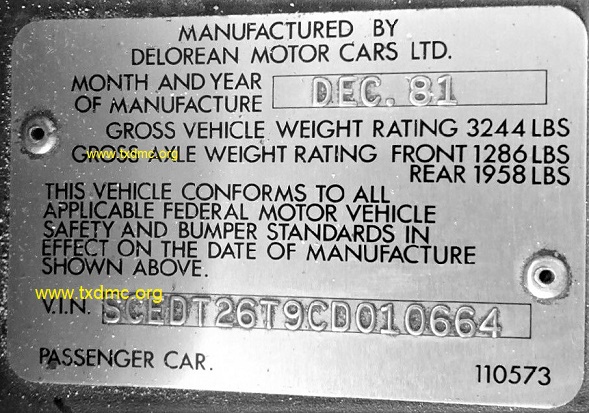 MANUFACTURED BY
DELOREAN MOTOR CARS LTD.
MONTH AND YEAR
OF MANUFACTURE
DEC. 81
GROSS VEHICLE WEIGHT RATING 3244 LBS
GROSS AXLE WEIGHT RATING FRONT 1286 LBS
www.txdmc.org
REAR 1958 LBS
THIS VEHICLE CONFORMS TO ALL
APPLICABLE FEDERAL MOTOR VEHICLE
SAFETY AND BUMPER STANDARDS IN
EFFECT ON THE DATE OF MANUFACTURE
SHOWN ABOVE.
www.txdmc.org
V.I.N. SCEDT26T9CD010664
PASSENGER CAR.
110573